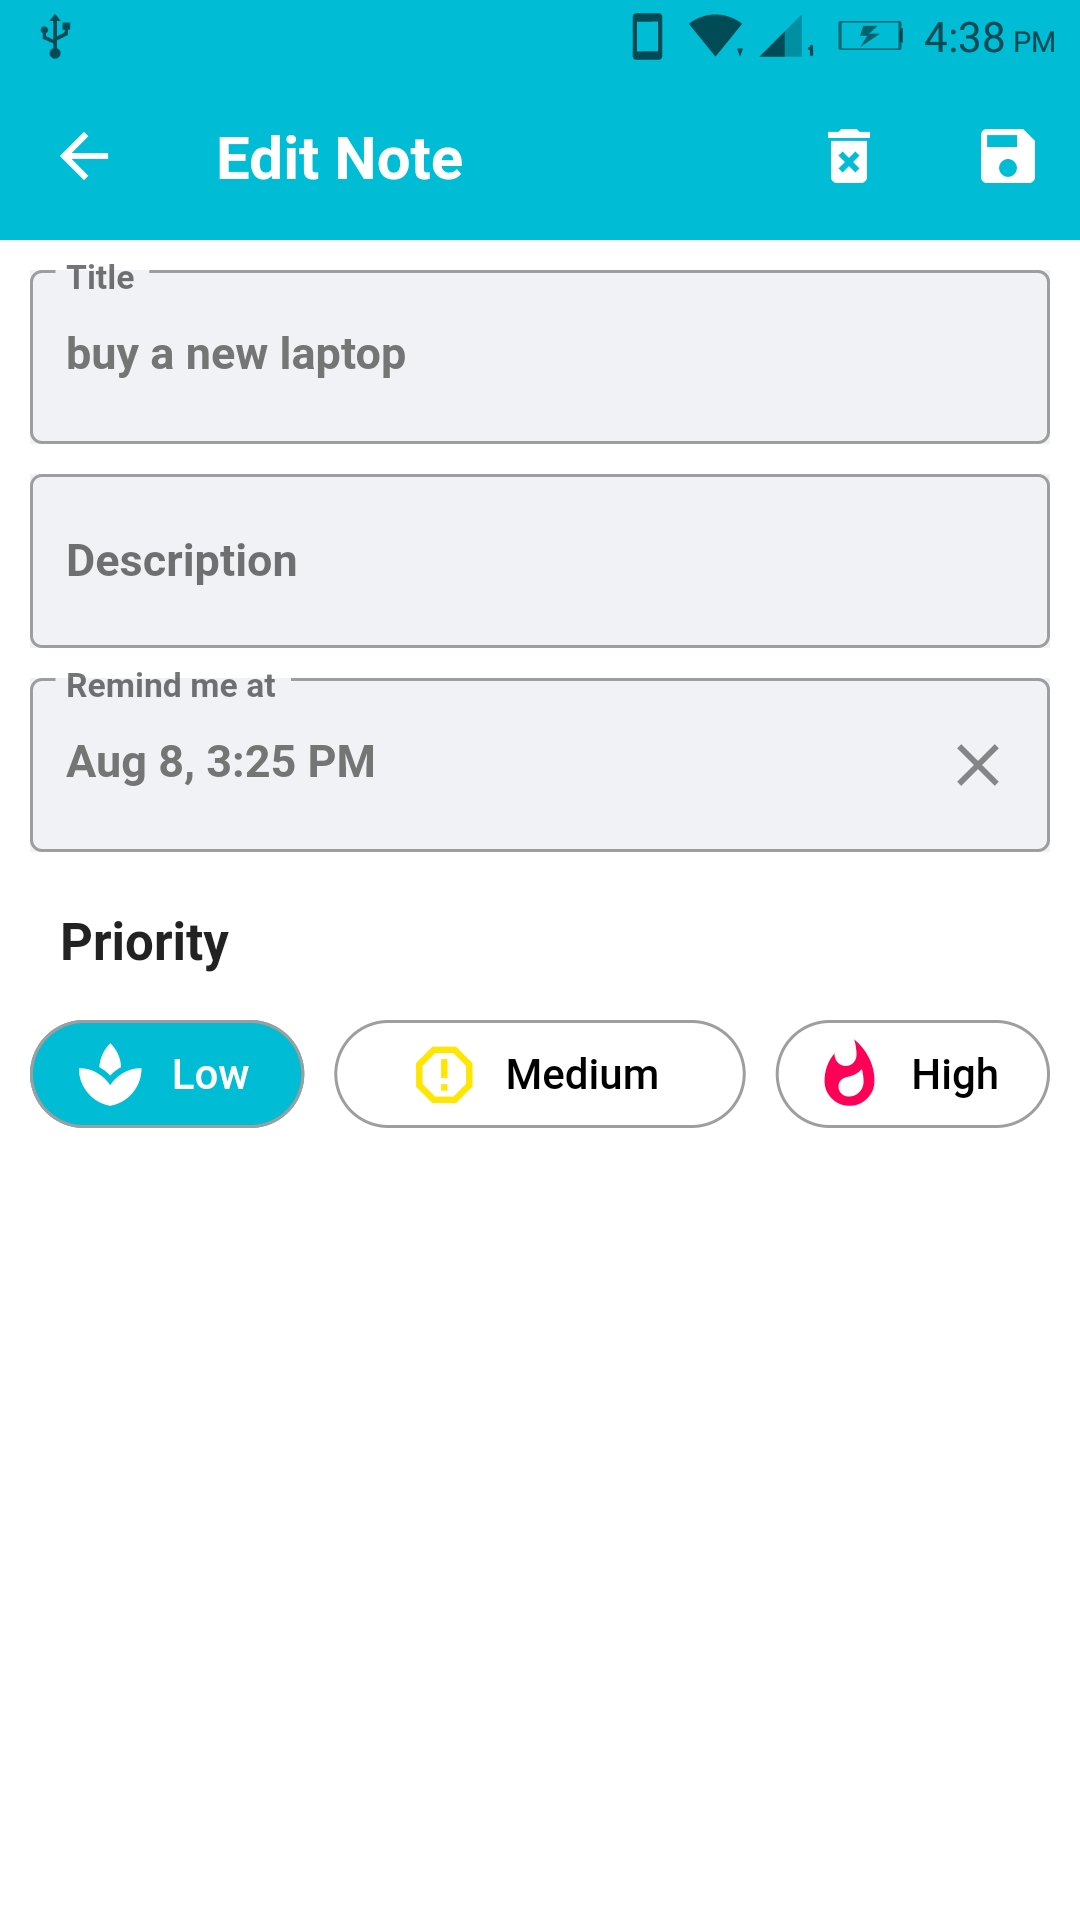 4:38 PM
Edit Note
Title
buy a new laptop
Description
Remind me at
Aug 8, 3:25 PM
Priority
Low
Medium
High